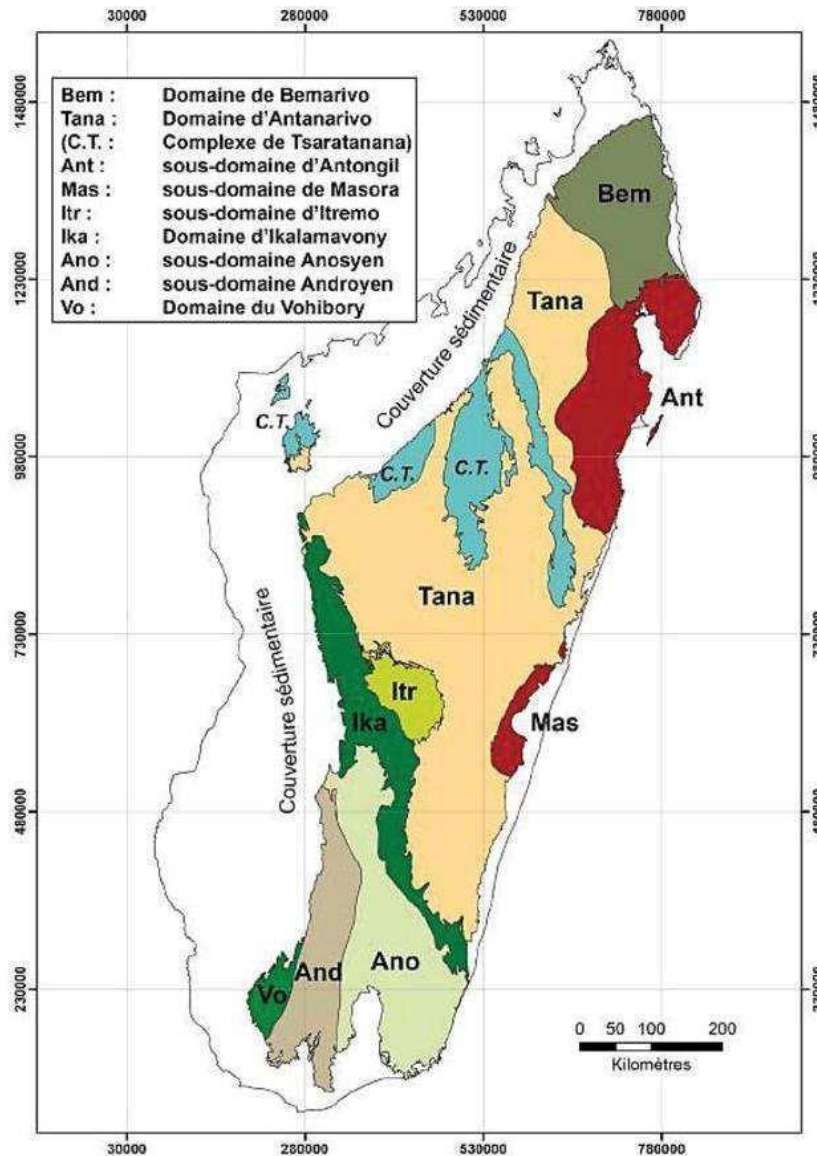 30000 280000 530000 780000
Bem : Domaine de Bemarivo
Tana : Domaine d'Antanarivo
(C.T. : Complexe de Tsaratanana)
Ant : sous-domaine d'Antongil
Mas : sous-domaine de Masora
Itr : sous-domaine d'Itremo
Ika : Domaine d'Ikalamavony
Ano : sous-domaine Anosyen
And : sous-domaine Androyen
Vo : Domaine du Vohibory
1480000
Bem
1230000
Couverture sédimentaire
Tana
Ant
C.T.
980000
C.T.
C.T.
Tana
730000
Couverture sédimentaire
Itr
Ika
Mas
480000
And
Ano
Vo
230000
0 50 100 200
Kilomètres
30000 280000 530000 780000